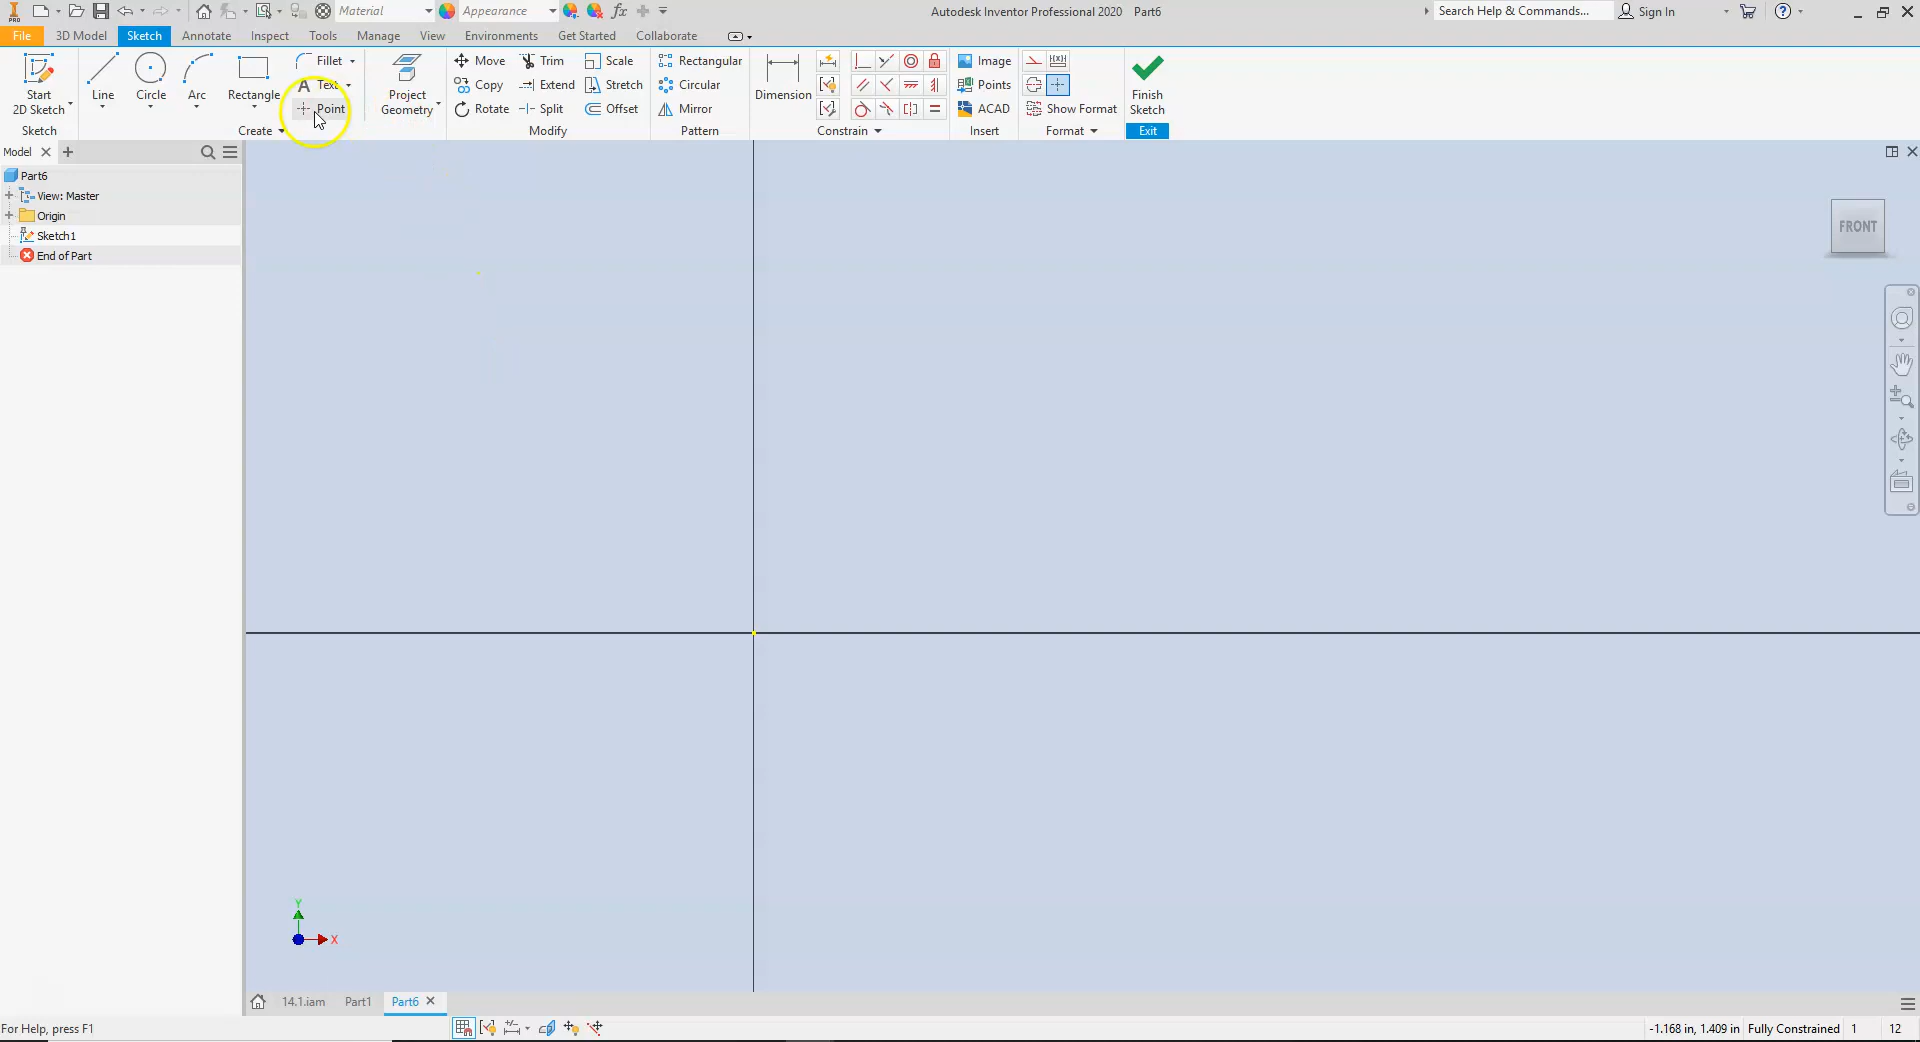 PRO Material Appearance fx Autodesk Inventor Professional 2020 Part6 Search Help & Commands... Sign In
File 3D Model Sketch Annotate Inspect Tools Manage View Environments Get Started Collaborate
Fillet Move Trim Scale Rectangular Image
Text Copy Extend Stretch Circular Points
Point Rotate Split Offset Mirror ACAD Show Format
Start
2D Sketch
Line
Circle
Arc
Rectangle
Project
Geometry
Dimension
Finish
Sketch
Sketch Create Modify Pattern Constrain Insert Format Exit
Model
Part6
View: Master
Origin
Sketch1
End of Part
FRONT
Y
X
14.1.iam Part1 Part6
For Help, press F1 -1.168 in, 1.409 in Fully Constrained 1 12